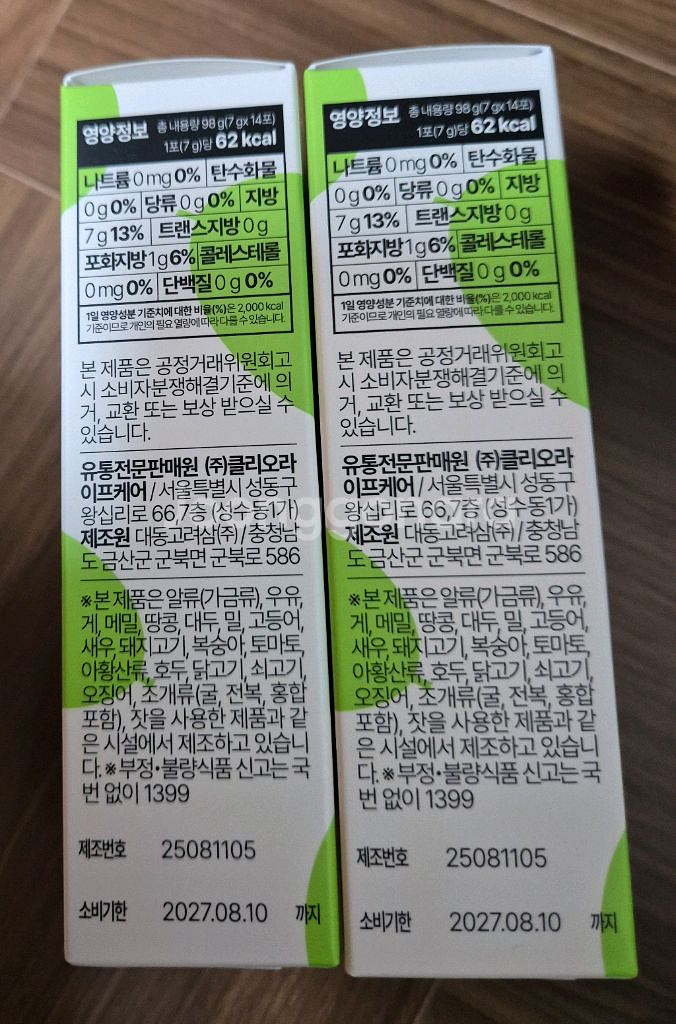 영양정보 총 내용량 98 g(7 gx 14포)
1포(7 g)당 62 kcal
나트륨 0 mg 0% 탄수화물
0 g 0% 당류 0 g 0% 지방
7 g 13% 트랜스지방 0 g
포화지방 1 g 6% 콜레스테롤
0 mg 0% 단백질 0 g 0%
1일 영양성분 기준치에 대한 비율(%)은 2,000 kcal
기준이므로 개인의 필요 열량에 따라 다를 수 있습니다.
본 제품은 공정거래위원회고
시 소비자분쟁해결기준에 의
거, 교환 또는 보상 받으실 수
있습니다.
유통전문판매원 (주)클리오라
이프케어 / 서울특별시 성동구
왕십리로 66, 7층 (성수동1가)
제조원 대동고려삼(주) / 충청남
도 금산군 군북면 군북로 586
※본 제품은 알류(가금류), 우유,
게, 메밀, 땅콩, 대두, 밀, 고등어,
새우, 돼지고기, 복숭아, 토마토,
아황산류, 호두, 닭고기, 쇠고기,
오징어, 조개류(굴, 전복, 홍합
포함), 잣을 사용한 제품과 같
은 시설에서 제조하고 있습니
다. ※부정•불량식품 신고는 국
번 없이 1399
제조번호 25081105
소비기한 2027.08.10 까지
영양정보 총 내용량 98 g(7 gx 14포)
1포(7 g)당 62 kcal
나트륨 0 mg 0% 탄수화물
0 g 0% 당류 0 g 0% 지방
7 g 13% 트랜스지방 0 g
포화지방 1 g 6% 콜레스테롤
0 mg 0% 단백질 0 g 0%
1일 영양성분 기준치에 대한 비율(%)은 2,000 kcal
기준이므로 개인의 필요 열량에 따라 다를 수 있습니다.
본 제품은 공정거래위원회고
시 소비자분쟁해결기준에 의
거, 교환 또는 보상 받으실 수
있습니다.
유통전문판매원 (주)클리오라
이프케어 / 서울특별시 성동구
왕십리로 66, 7층 (성수동1가)
제조원 대동고려삼(주) / 충청남
도 금산군 군북면 군북로 586
※본 제품은 알류(가금류), 우유,
게, 메밀, 땅콩, 대두, 밀, 고등어,
새우, 돼지고기, 복숭아, 토마토,
아황산류, 호두, 닭고기, 쇠고기,
오징어, 조개류(굴, 전복, 홍합
포함), 잣을 사용한 제품과 같
은 시설에서 제조하고 있습니
다. ※부정•불량식품 신고는 국
번 없이 1399
제조번호 25081105
소비기한 2027.08.10 까지